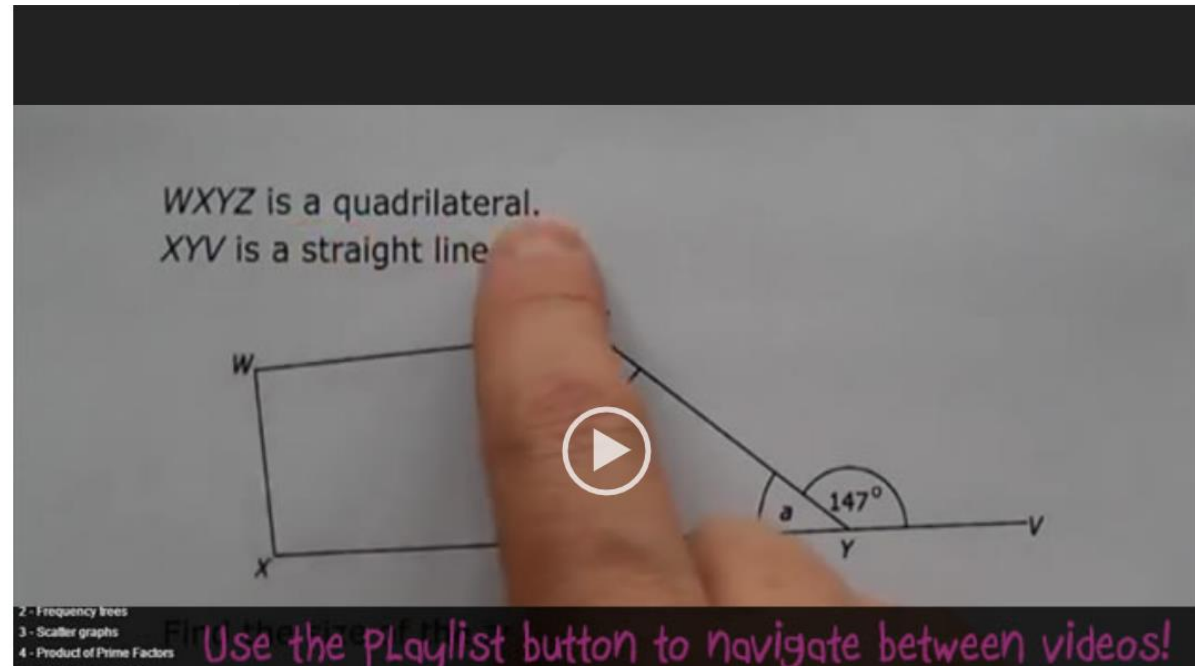 WXYZ is a quadrilateral.
XYV is a straight line
W
a
147°
V
Y
X
2 - Frequency trees
3 - Scatter graphs
4 - Product of Prime Factors
Use the PLaylist button to navigate between videos!